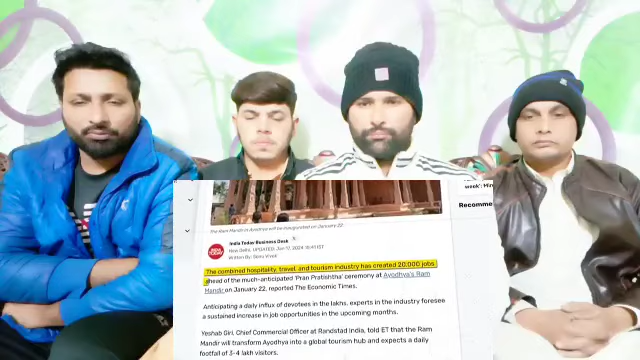 week': Min
Recomme
The Ram Mandir in Ayodhya will be inaugurated on January 22.
INDIA TODAY
India Today Business Desk
New Delhi, UPDATED: Jan 17, 2024 15:41 IST
Written By: Sonu Vivek
The combined hospitality, travel, and tourism industry has created 20,000 jobs
ahead of the much-anticipated 'Pran Pratishtha' ceremony at Ayodhya's Ram
Mandir on January 22, reported The Economic Times.
Anticipating a daily influx of devotees in the lakhs, experts in the industry foresee
a sustained increase in job opportunities in the upcoming months.
Yeshab Giri, Chief Commercial Officer at Randstad India, told ET that the Ram
Mandir will transform Ayodhya into a global tourism hub and expects a daily
footfall of 3-4 lakh visitors.